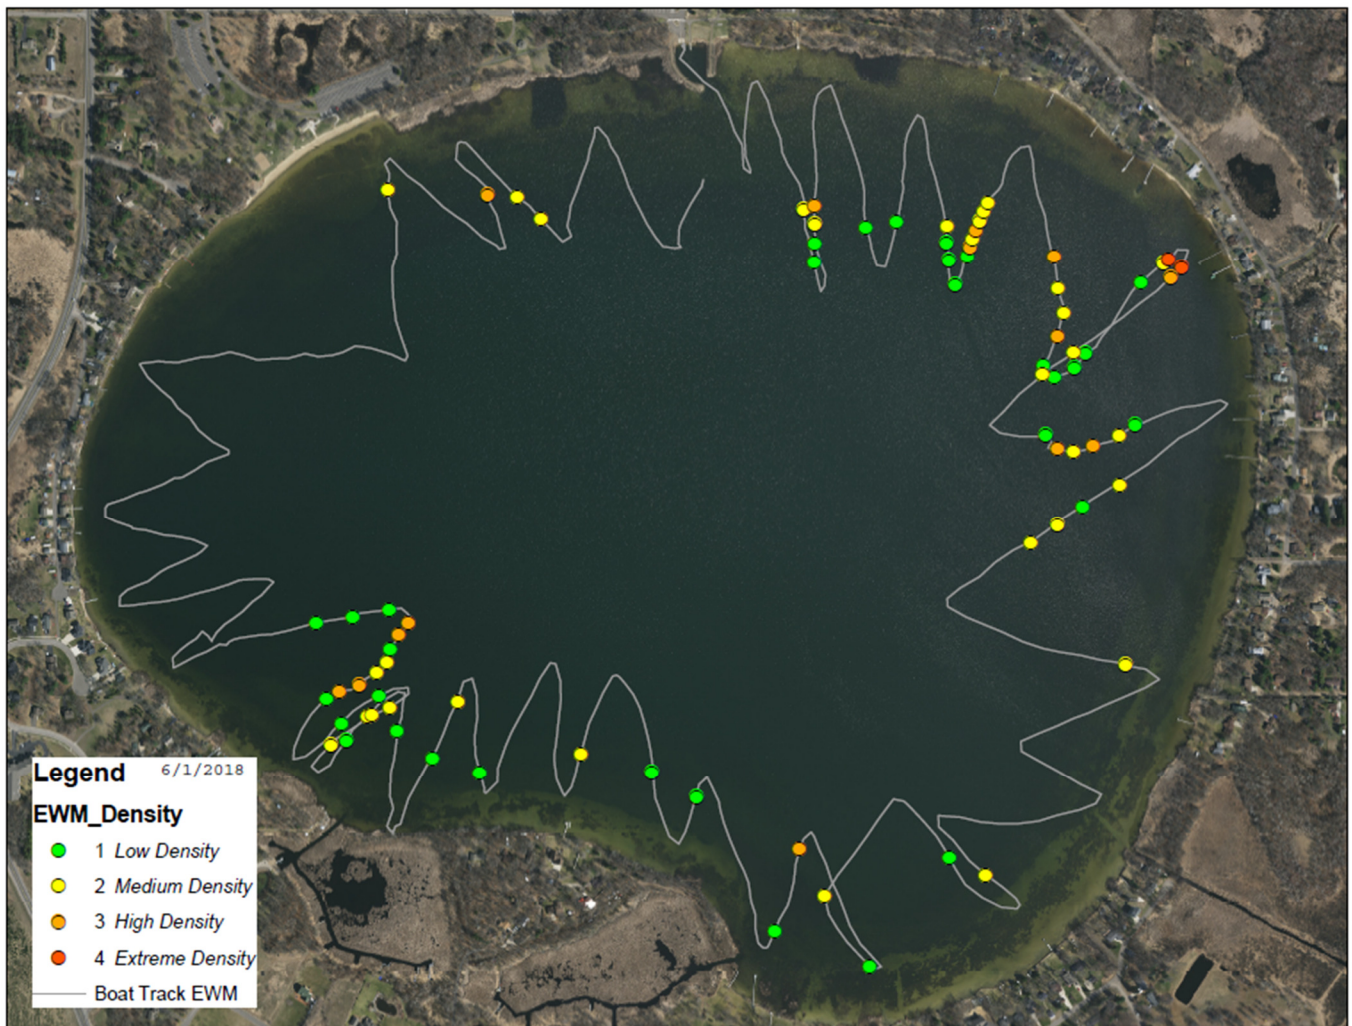 Legend 6/1/2018
EWM_Density
1 Low Density
2 Medium Density
3 High Density
4 Extreme Density
Boat Track EWM